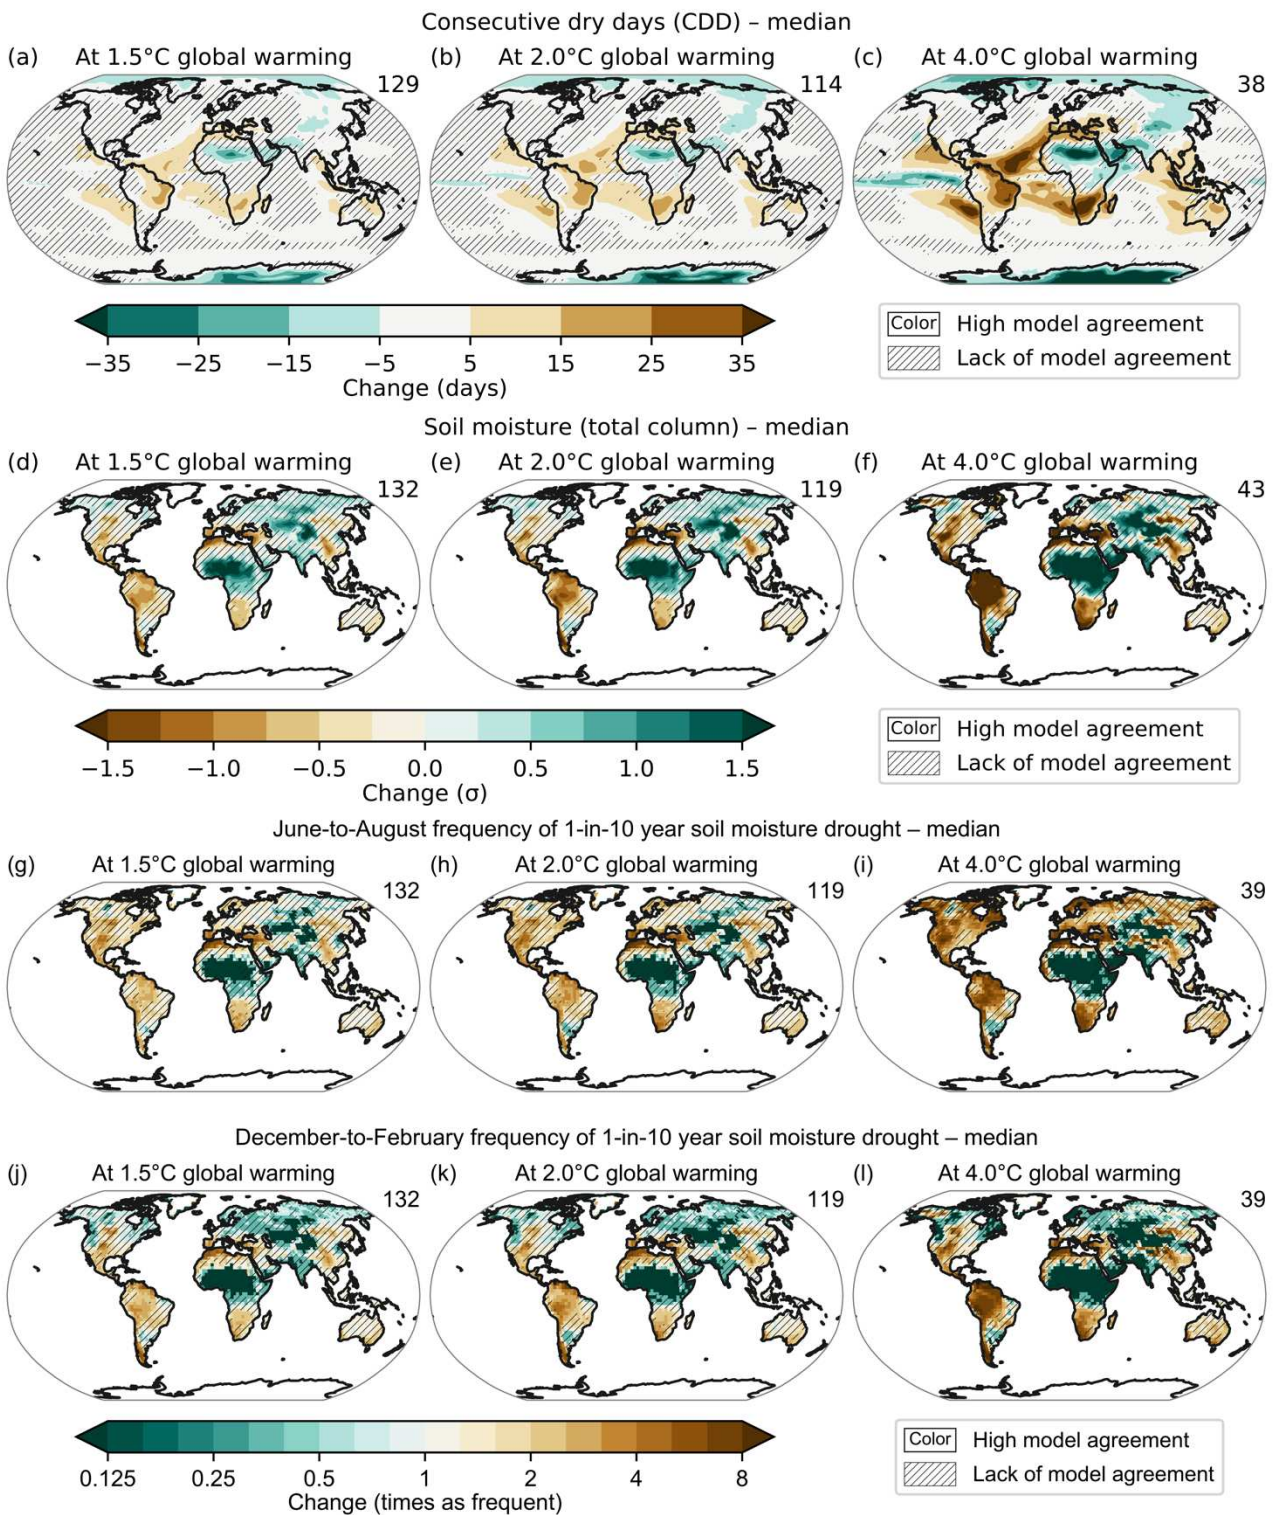 Consecutive dry days (CDD) – median
(a) At 1.5°C global warming 129
(b) At 2.0°C global warming 114
(c) At 4.0°C global warming 38
−35 −25 −15 −5 5 15 25 35
Change (days)
Color High model agreement
Lack of model agreement
Soil moisture (total column) – median
(d) At 1.5°C global warming 132
(e) At 2.0°C global warming 119
(f) At 4.0°C global warming 43
−1.5 −1.0 −0.5 0.0 0.5 1.0 1.5
Change (σ)
Color High model agreement
Lack of model agreement
June-to-August frequency of 1-in-10 year soil moisture drought – median
(g) At 1.5°C global warming 132
(h) At 2.0°C global warming 119
(i) At 4.0°C global warming 39
December-to-February frequency of 1-in-10 year soil moisture drought – median
(j) At 1.5°C global warming 132
(k) At 2.0°C global warming 119
(l) At 4.0°C global warming 39
0.125 0.25 0.5 1 2 4 8
Change (times as frequent)
Color High model agreement
Lack of model agreement